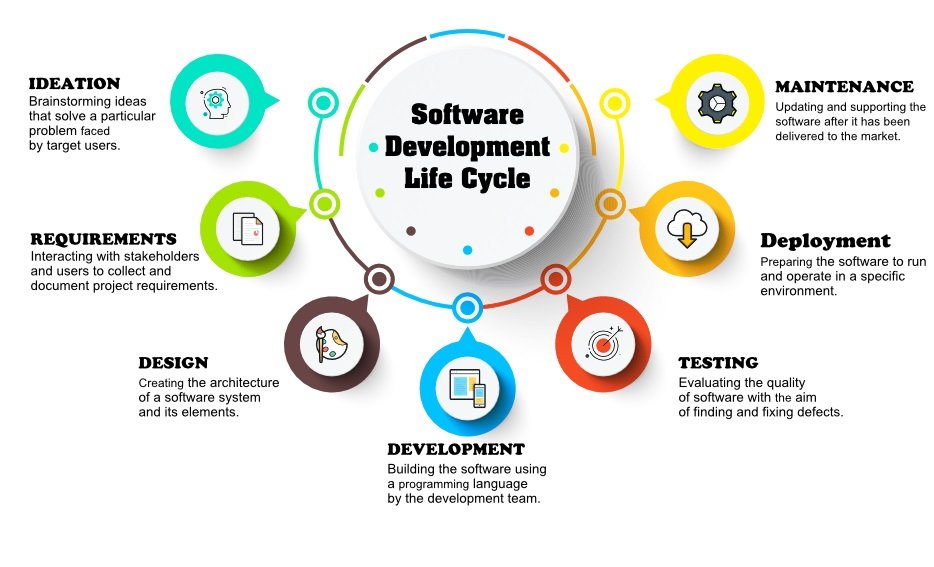 Software
Development
Life Cycle
IDEATION
Brainstorming ideas
that solve a particular
problem faced
by target users.
REQUIREMENTS
Interacting with stakeholders
and users to collect and
document project requirements.
DESIGN
Creating the architecture
of a software system
and its elements.
DEVELOPMENT
Building the software using
a programming language
by the development team.
TESTING
Evaluating the quality
of software with the aim
of finding and fixing defects.
Deployment
Preparing the software to run
and operate in a specific
environment.
MAINTENANCE
Updating and supporting the
software after it has been
delivered to the market.